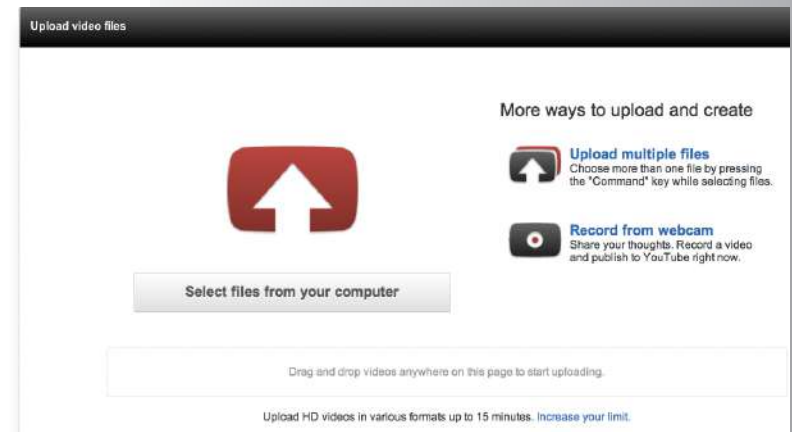 Upload video files
More ways to upload and create
Upload multiple files
Choose more than one file by pressing
the "Command" key while selecting files.
Record from webcam
Share your thoughts. Record a video
and publish to YouTube right now.
Select files from your computer
Drag and drop videos anywhere on this page to start uploading.
Upload HD videos in various formats up to 15 minutes. Increase your limit.